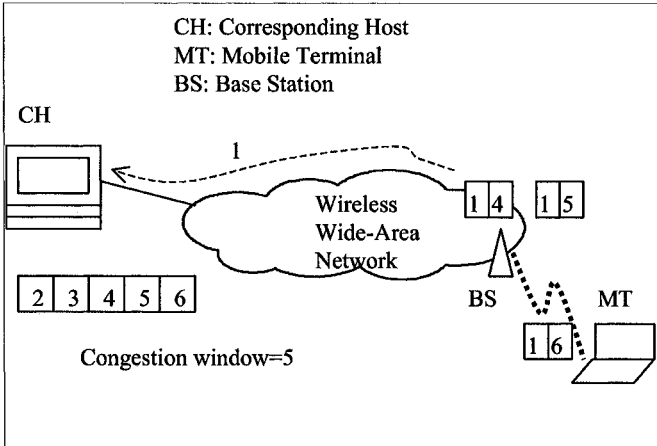 CH: Corresponding Host
MT: Mobile Terminal
BS: Base Station
CH
1
1 4
1 5
Wireless
Wide-Area
Network
BS
MT
2 3 4 5 6
1 6
Congestion window=5